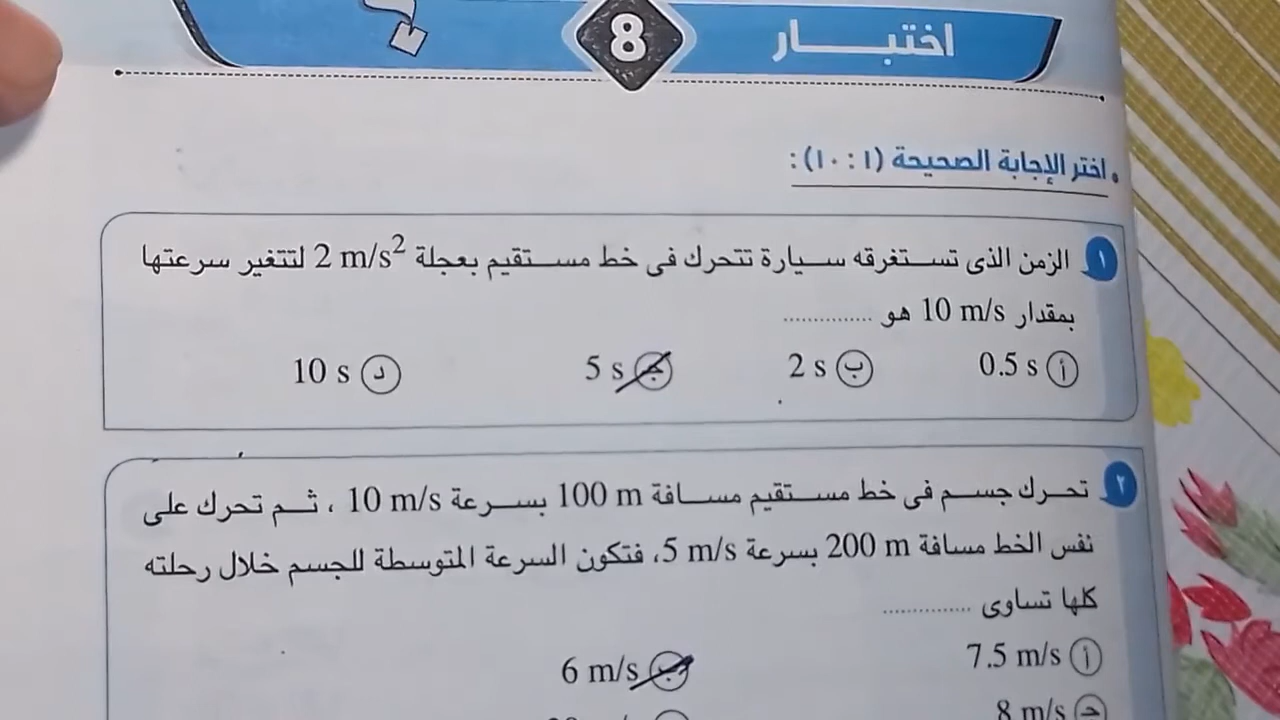 اختبار 8
اختر الإجابة الصحيحة (١ : ١٠) :
١ الزمن الذى تستغرقه سيارة تتحرك فى خط مستقيم بعجلة 2 m/s² لتتغير سرعتها
بمقدار 10 m/s هو ...............
أ 0.5 s ب 2 s ج 5 s د 10 s
٢ تحرك جسم فى خط مستقيم مسافة 100 m بسرعة 10 m/s ، ثم تحرك على
نفس الخط مسافة 200 m بسرعة 5 m/s، فتكون السرعة المتوسطة للجسم خلال رحلته
كلها تساوى ...............
أ 7.5 m/s ب 6 m/s
ج 8 m/s